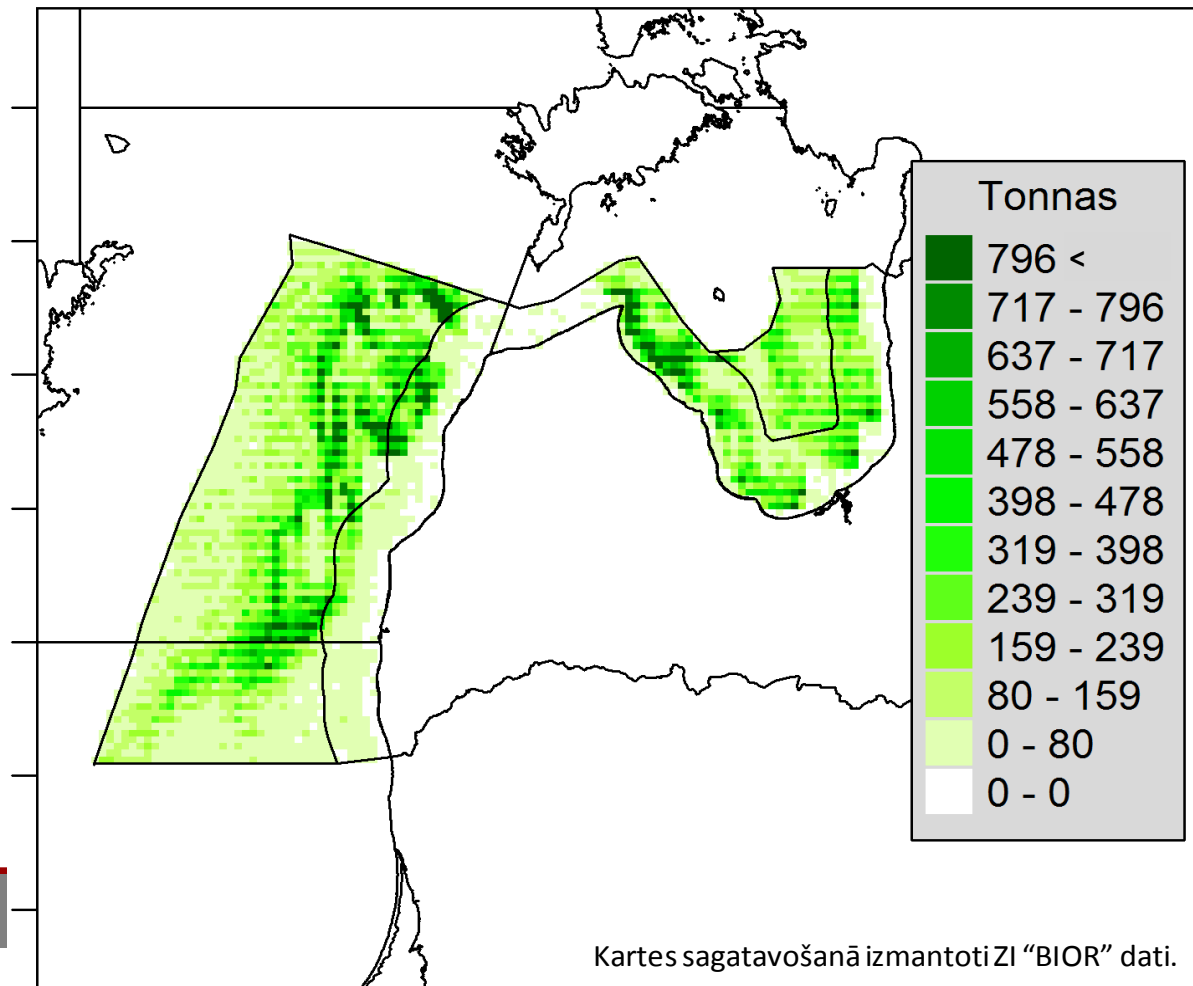 Tonnas
796 <
717 - 796
637 - 717
558 - 637
478 - 558
398 - 478
319 - 398
239 - 319
159 - 239
80 - 159
0 - 80
0 - 0
Kartes sagatavošanā izmantoti ZI “BIOR” dati.